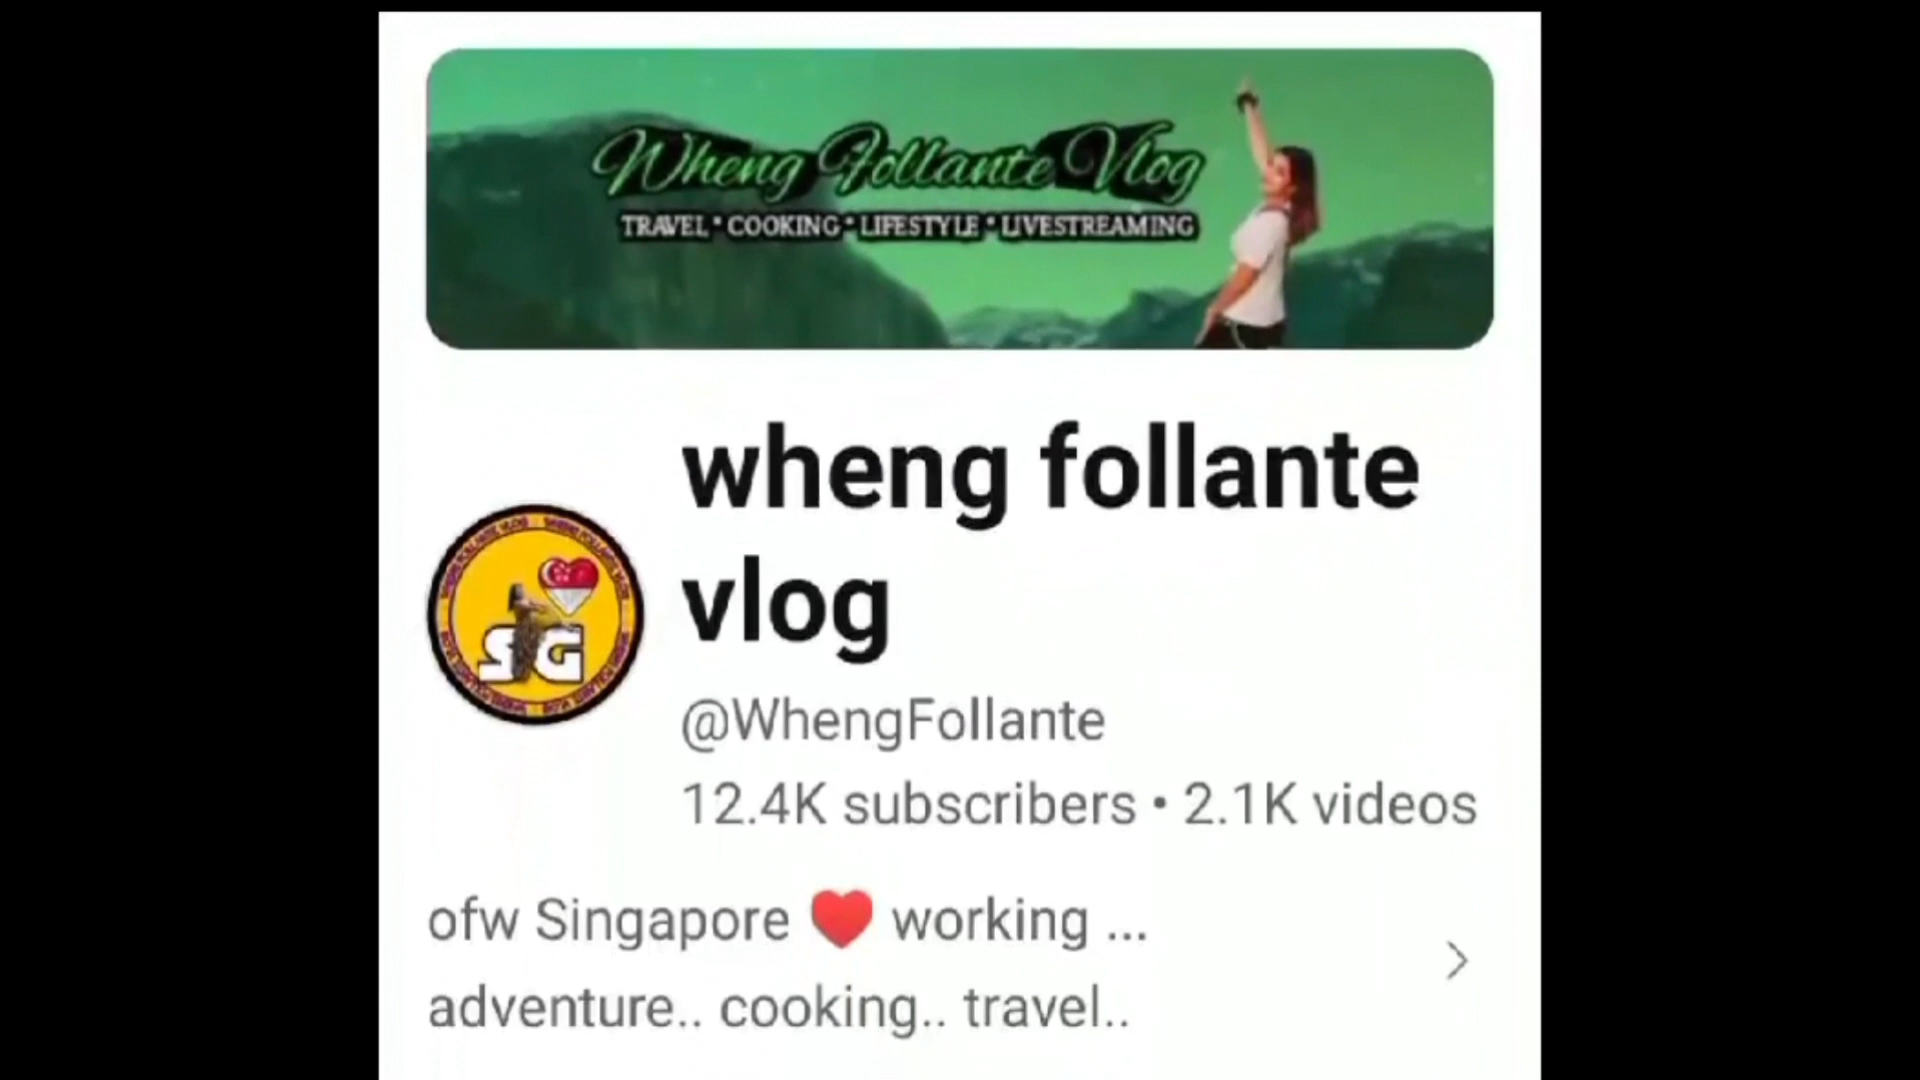 Wheng Follante Vlog
TRAVEL * COOKING * LIFESTYLE * LIVESTREAMING
wheng follante
vlog
SG
@WhengFollante
12.4K subscribers • 2.1K videos
ofw Singapore ❤️ working ...
adventure.. cooking.. travel..